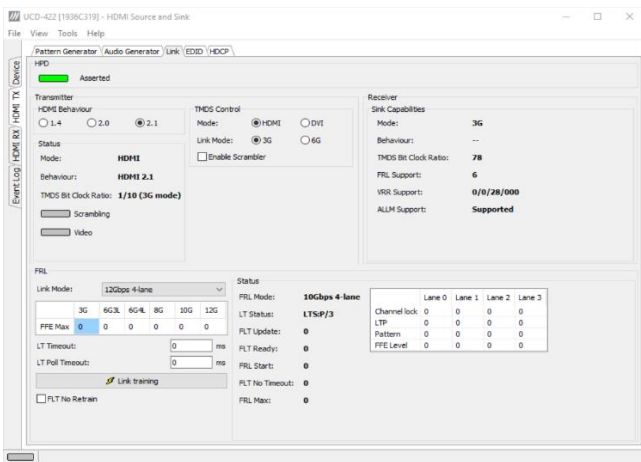 UCD-422 [1936C319] - HDMI Source and Sink
File View Tools Help
Pattern Generator Audio Generator Link EDID HDCP
Device
HDMI TX
HDMI RX
Event Log
HPD
Asserted
Transmitter
HDMI Behaviour
1.4 2.0 2.1
Status
Mode: HDMI
Behaviour: HDMI 2.1
TMDS Bit Clock Ratio: 1/10 (3G mode)
Scrambling
Video
TMDS Control
Mode: HDMI DVI
Link Mode: 3G 6G
Enable Scrambler
Receiver
Sink Capabilities
Mode: 3G
Behaviour: --
TMDS Bit Clock Ratio: 78
FRL Support: 6
VRR Support: 0/0/28/000
ALLM Support: Supported
FRL
Link Mode: 12Gbps 4-lane
3G 6G3L 6G4L 8G 10G 12G
FFE Max 0 0 0 0 0 0
LT Timeout: 0 ms
LT Poll Timeout: 0 ms
Link training
FLT No Retrain
Status
FRL Mode: 10Gbps 4-lane
LT Status: LTS:P/3
FLT Update: 0
FLT Ready: 0
FRL Start: 0
FLT No Timeout: 0
FRL Max: 0
Lane 0 Lane 1 Lane 2 Lane 3
Channel lock 0 0 0 0
LTP 0 0 0 0
Pattern 0 0 0 0
FFE Level 0 0 0 0